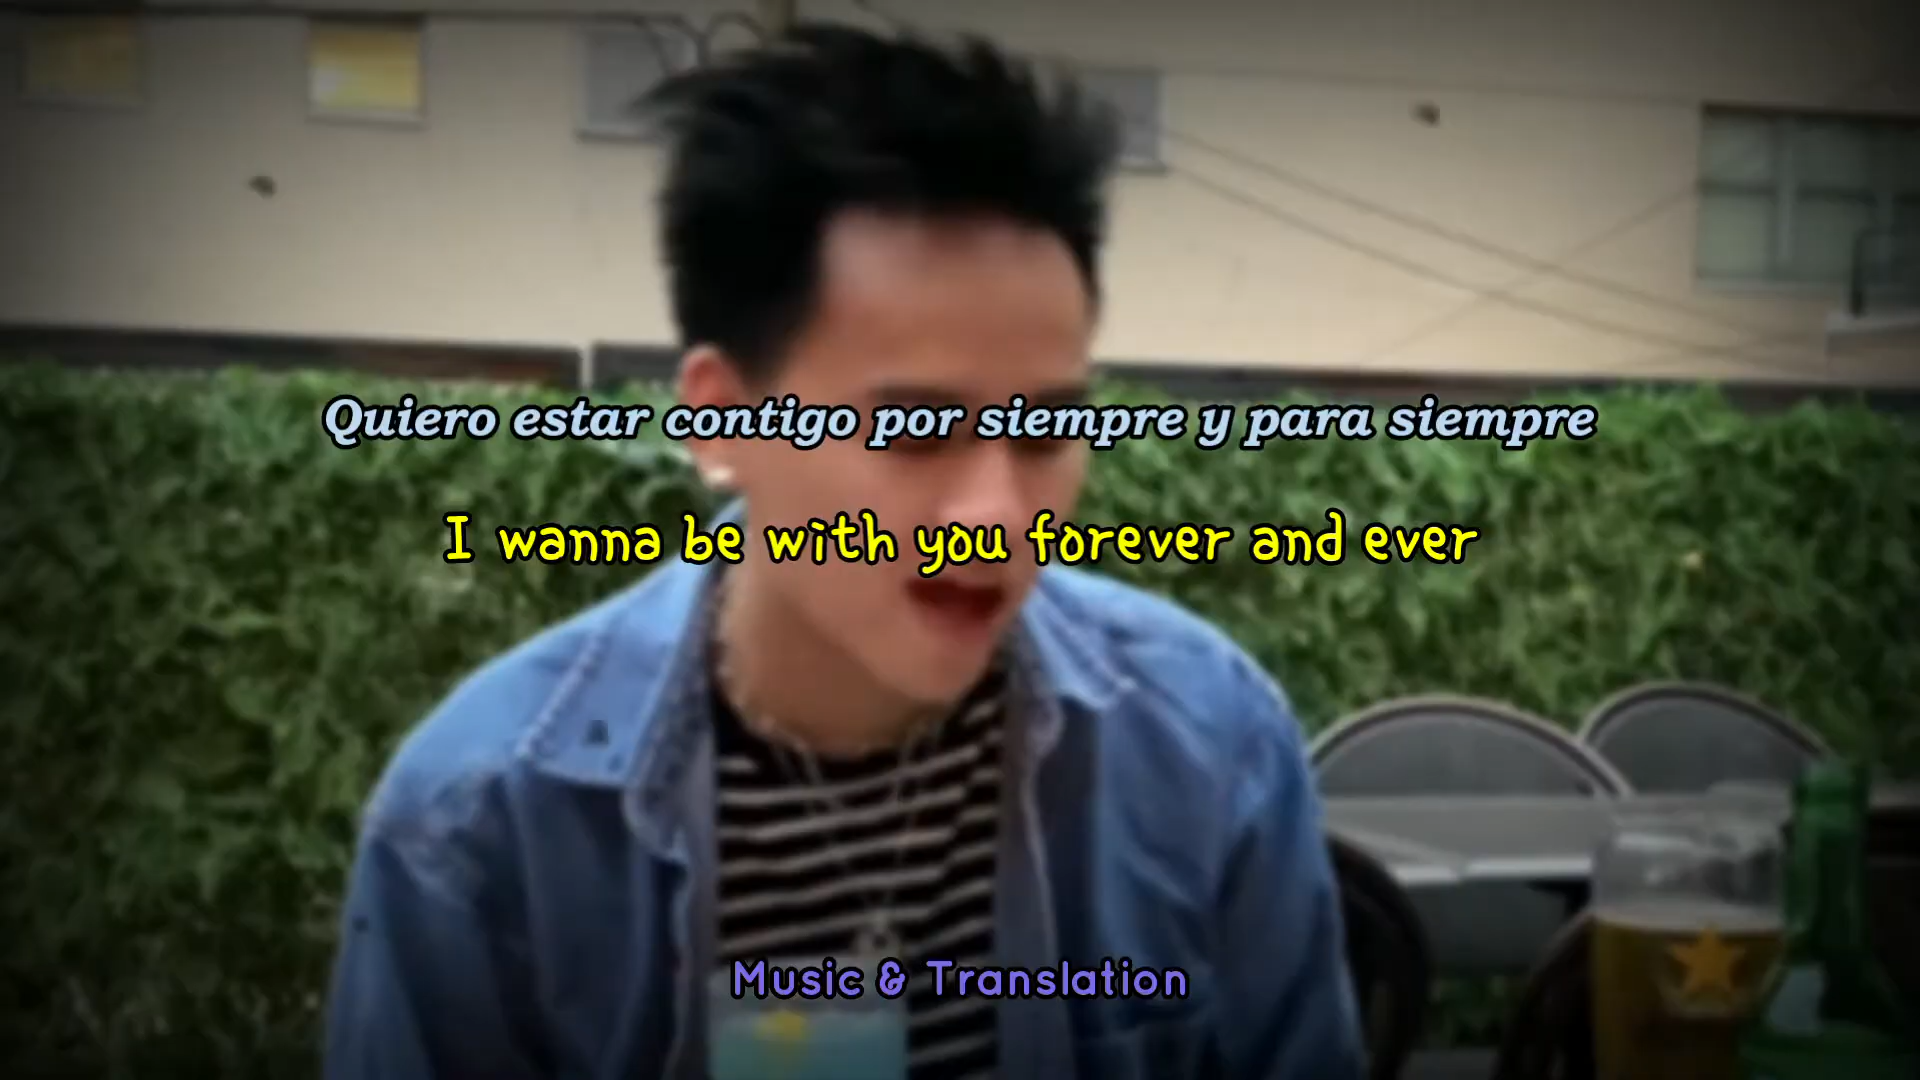 Quiero estar contigo por siempre y para siempre
I wanna be with you forever and ever
Music & Translation